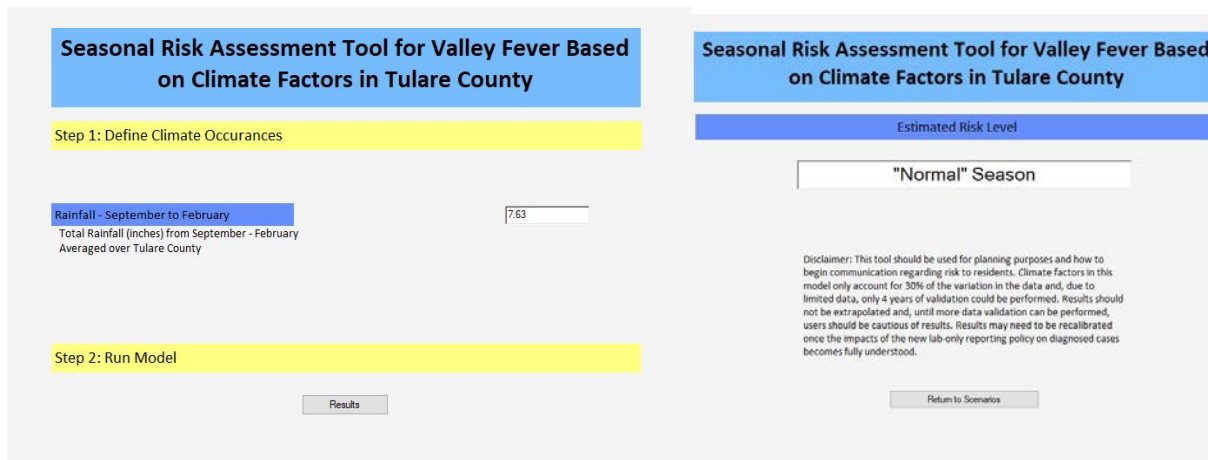 Seasonal Risk Assessment Tool for Valley Fever Based
on Climate Factors in Tulare County
Step 1: Define Climate Occurances
Rainfall - September to February
7.63
Total Rainfall (inches) from September - February
Averaged over Tulare County
Step 2: Run Model
Results
Seasonal Risk Assessment Tool for Valley Fever Based
on Climate Factors in Tulare County
Estimated Risk Level
"Normal" Season
Disclaimer: This tool should be used for planning purposes and how to
begin communication regarding risk to residents. Climate factors in this
model only account for 30% of the variation in the data and, due to
limited data, only 4 years of validation could be performed. Results should
not be extrapolated and, until more data validation can be performed,
users should be cautious of results. Results may need to be recalibrated
once the impacts of the new lab-only reporting policy on diagnosed cases
becomes fully understood.
Return to Scenarios